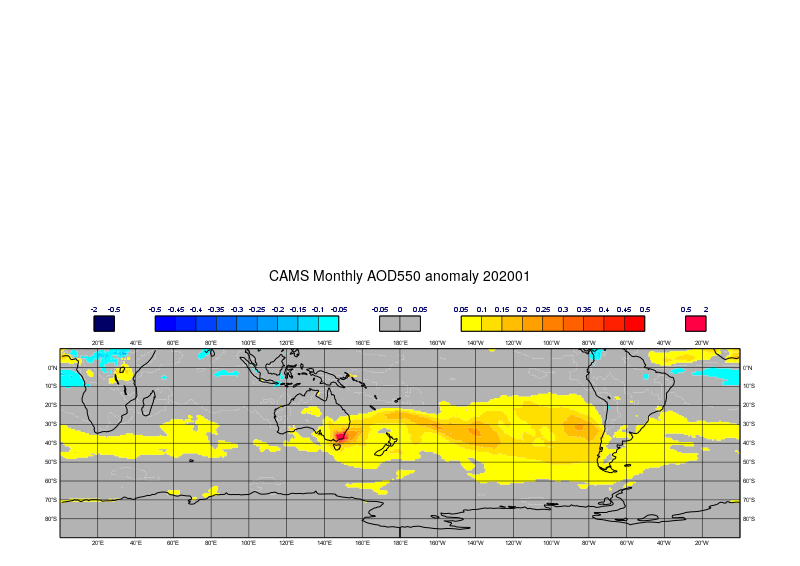 CAMS Monthly AOD550 anomaly 202001
-2 -0.5 -0.5 -0.45 -0.4 -0.35 -0.3 -0.25 -0.2 -0.15 -0.1 -0.05 -0.05 0 0.05 0.05 0.1 0.15 0.2 0.25 0.3 0.35 0.4 0.45 0.5 0.5 2
20°E 40°E 60°E 80°E 100°E 120°E 140°E 160°E 180°E 160°W 140°W 120°W 100°W 80°W 60°W 40°W 20°W
0°N 0°N
10°S 10°S
20°S 20°S
30°S 30°S
40°S 40°S
50°S 50°S
60°S 60°S
70°S 70°S
80°S 80°S
20°E 40°E 60°E 80°E 100°E 120°E 140°E 160°E 180°E 160°W 140°W 120°W 100°W 80°W 60°W 40°W 20°W